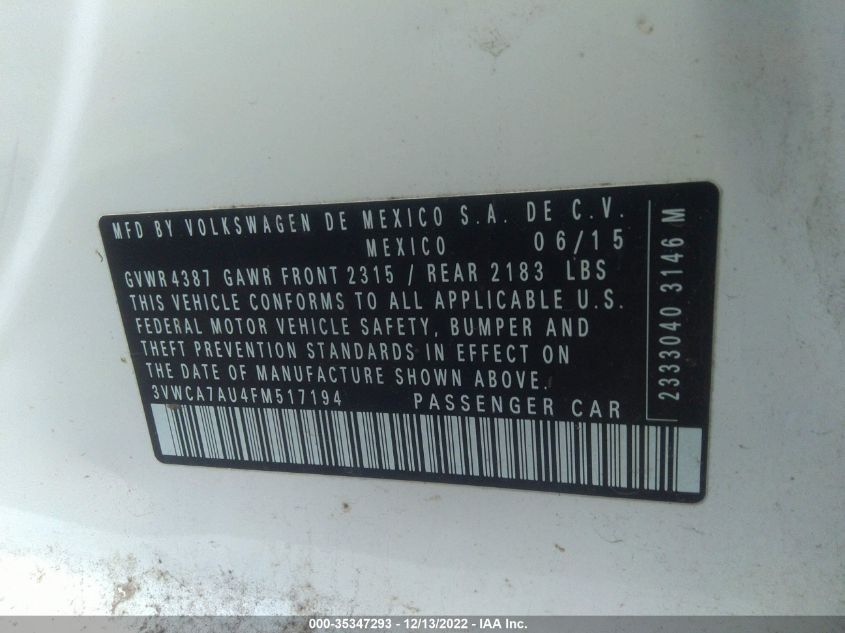 MFD BY VOLKSWAGEN DE MEXICO S.A. DE C.V.
MEXICO 06/15
GVWR 4387 GAWR FRONT 2315 / REAR 2183 LBS
THIS VEHICLE CONFORMS TO ALL APPLICABLE U.S.
FEDERAL MOTOR VEHICLE SAFETY, BUMPER AND
THEFT PREVENTION STANDARDS IN EFFECT ON
THE DATE OF MANUFACTURE SHOWN ABOVE.
3VWCA7AU4FM517194 PASSENGER CAR
2333040 3146 M
000-35347293 - 12/13/2022 - IAA Inc.